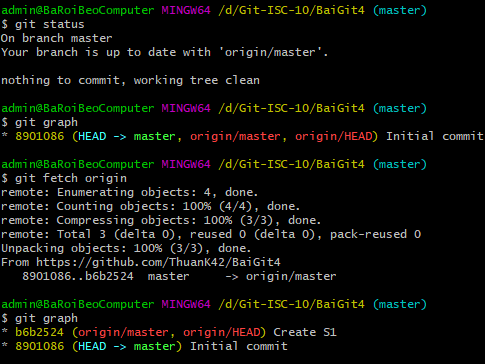 admin@BaRoiBeoComputer MINGW64 /d/Git-ISC-10/BaiGit4 (master)
$ git status
On branch master
Your branch is up to date with 'origin/master'.
nothing to commit, working tree clean
admin@BaRoiBeoComputer MINGW64 /d/Git-ISC-10/BaiGit4 (master)
$ git graph
* 8901086 (HEAD -> master, origin/master, origin/HEAD) Initial commit
admin@BaRoiBeoComputer MINGW64 /d/Git-ISC-10/BaiGit4 (master)
$ git fetch origin
remote: Enumerating objects: 4, done.
remote: Counting objects: 100% (4/4), done.
remote: Compressing objects: 100% (3/3), done.
remote: Total 3 (delta 0), reused 0 (delta 0), pack-reused 0
Unpacking objects: 100% (3/3), done.
From https://github.com/ThuanK42/BaiGit4
   8901086..b6b2524  master     -> origin/master
admin@BaRoiBeoComputer MINGW64 /d/Git-ISC-10/BaiGit4 (master)
$ git graph
* b6b2524 (origin/master, origin/HEAD) Create S1
* 8901086 (HEAD -> master) Initial commit